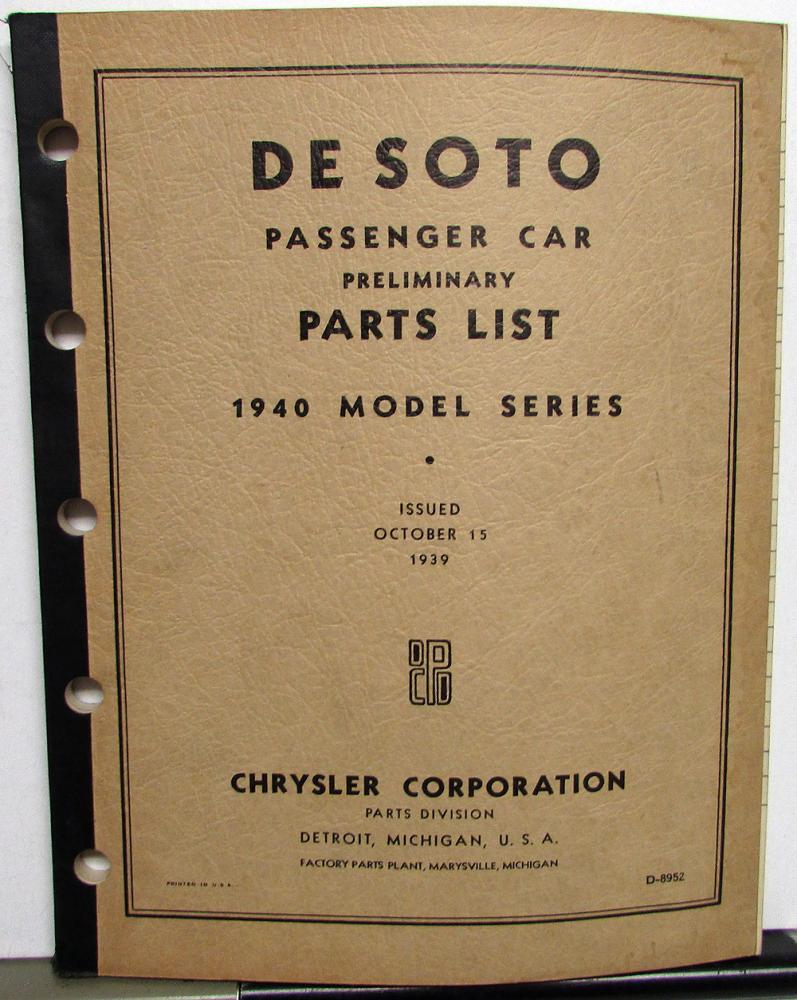 DE SOTO
PASSENGER CAR
PRELIMINARY
PARTS LIST
1940 MODEL SERIES
•
ISSUED
OCTOBER 15
1939
DPCD
CHRYSLER CORPORATION
PARTS DIVISION
DETROIT, MICHIGAN, U. S. A.
FACTORY PARTS PLANT, MARYSVILLE, MICHIGAN
PRINTED IN U.S.A.
D-8952